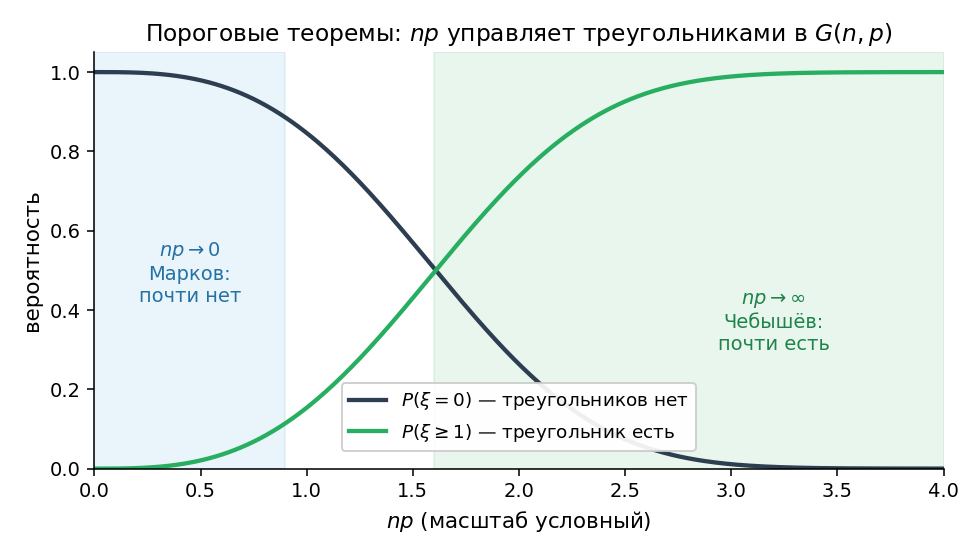 Пороговые теоремы: np управляет треугольниками в G(n, p)
вероятность
1.0
0.8
0.6
0.4
0.2
0.0
np → 0
Марков:
почти нет
np → ∞
Чебышёв:
почти есть
P(ξ = 0) — треугольников нет
P(ξ ≥ 1) — треугольник есть
0.0 0.5 1.0 1.5 2.0 2.5 3.0 3.5 4.0
np (масштаб условный)